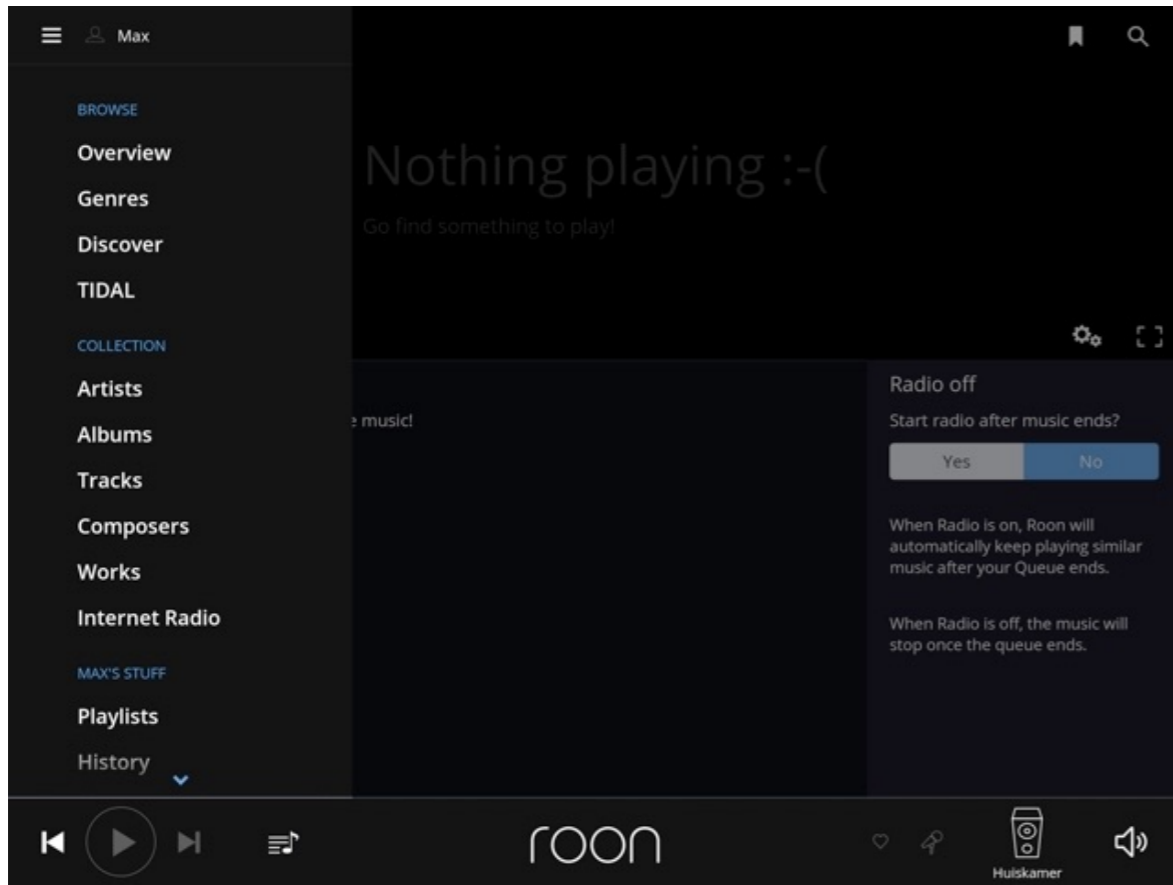 Max
BROWSE
Overview
Genres
Discover
TIDAL
COLLECTION
Artists
Albums
Tracks
Composers
Works
Internet Radio
MAX'S STUFF
Playlists
History
Nothing playing :-(
Go find something to play!
e music!
Radio off
Start radio after music ends?
Yes No
When Radio is on, Roon will
automatically keep playing similar
music after your Queue ends.
When Radio is off, the music will
stop once the queue ends.
roon
Huiskamer